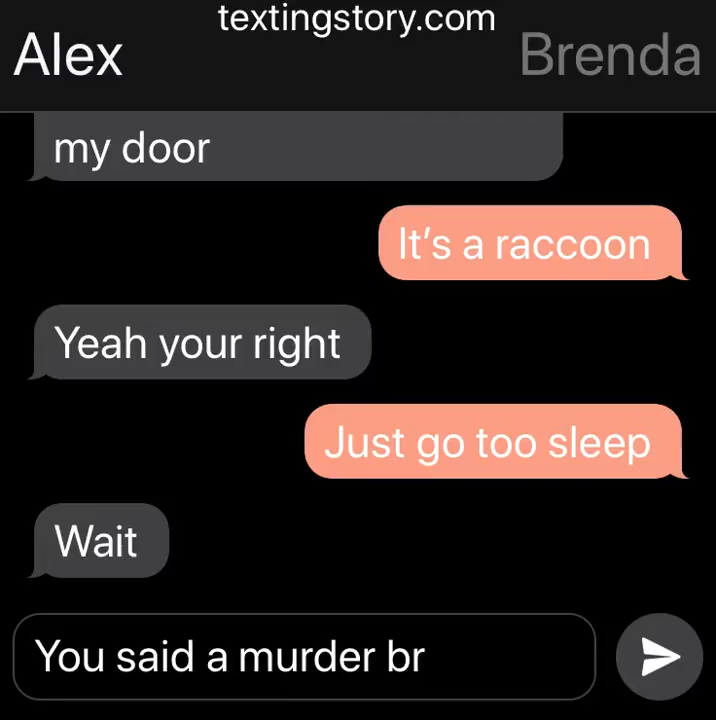 textingstory.com
Alex
Brenda
my door
It's a raccoon
Yeah your right
Just go too sleep
Wait
You said a murder br